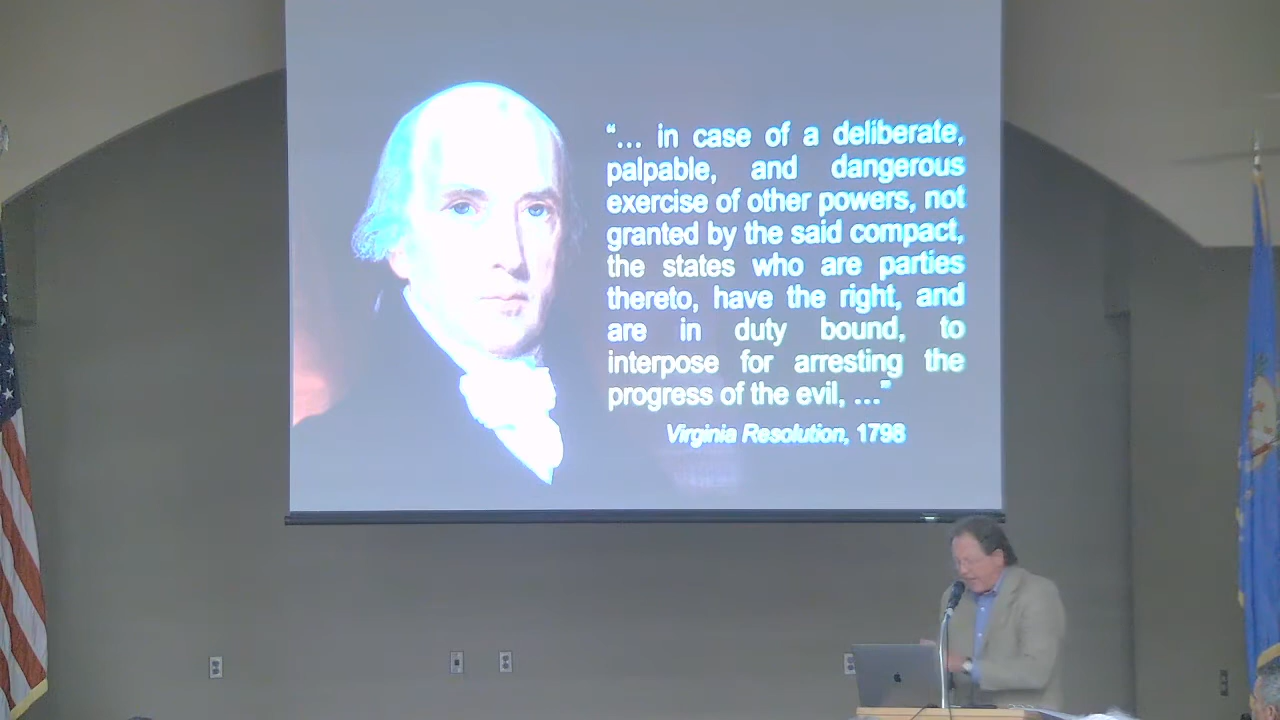 “... in case of a deliberate,
palpable, and dangerous
exercise of other powers, not
granted by the said compact,
the states who are parties
thereto, have the right, and
are in duty bound, to
interpose for arresting the
progress of the evil, ...”
Virginia Resolution, 1798